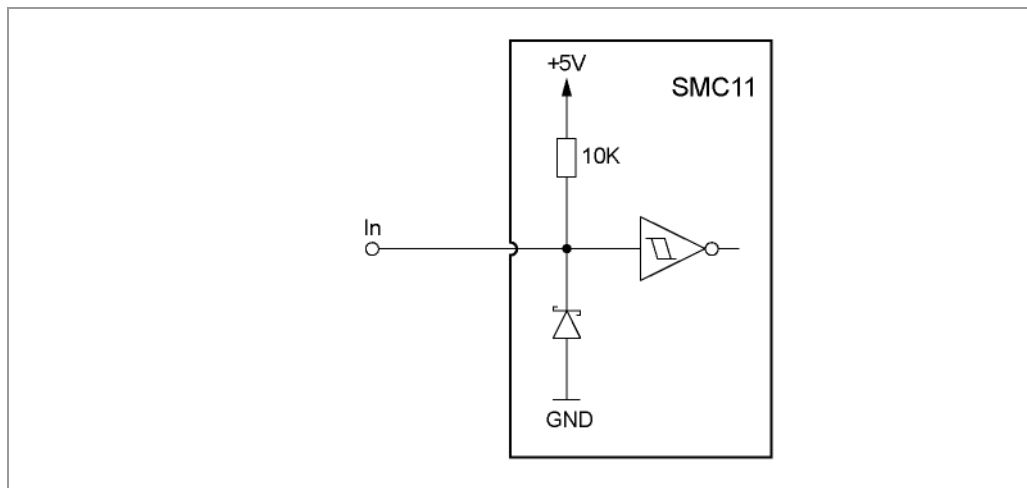 +5V
SMC11
10K
In
GND